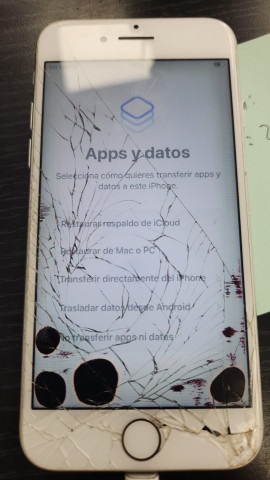 Apps y datos
Selecciona cómo quieres transferir apps y
datos a este iPhone.
Restaurar respaldo de iCloud
Restaurar de Mac o PC
Transferir directamente del iPhone
Trasladar datos desde Android
No transferir apps ni datos